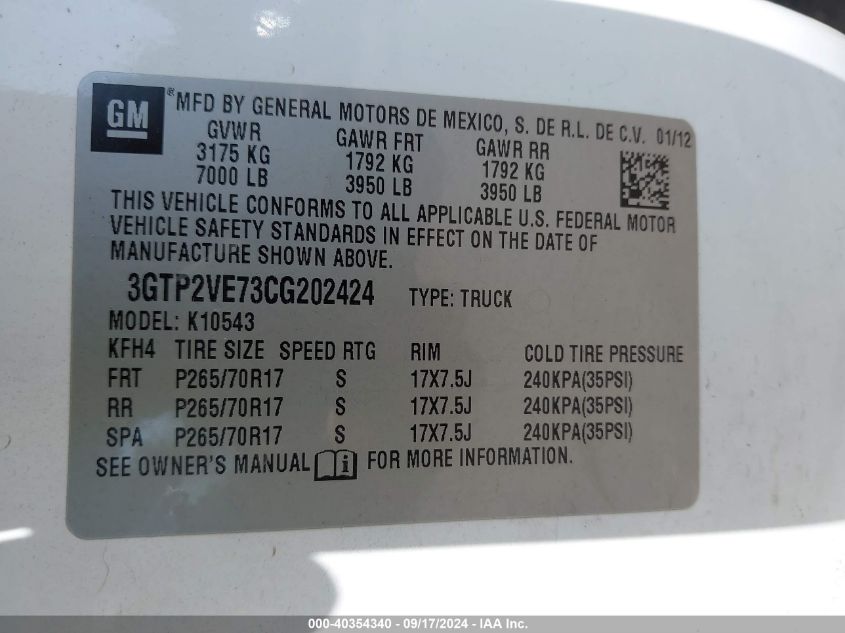 GM ® MFD BY GENERAL MOTORS DE MEXICO, S. DE R.L. DE C.V. 01/12
GVWR GAWR FRT GAWR RR
3175 KG 1792 KG 1792 KG
7000 LB 3950 LB 3950 LB
THIS VEHICLE CONFORMS TO ALL APPLICABLE U.S. FEDERAL MOTOR
VEHICLE SAFETY STANDARDS IN EFFECT ON THE DATE OF
MANUFACTURE SHOWN ABOVE.
3GTP2VE73CG202424 TYPE: TRUCK
MODEL: K10543
KFH4 TIRE SIZE SPEED RTG RIM COLD TIRE PRESSURE
FRT P265/70R17 S 17X7.5J 240KPA(35PSI)
RR P265/70R17 S 17X7.5J 240KPA(35PSI)
SPA P265/70R17 S 17X7.5J 240KPA(35PSI)
SEE OWNER'S MANUAL i FOR MORE INFORMATION.
000-40354340 - 09/17/2024 - IAA Inc.